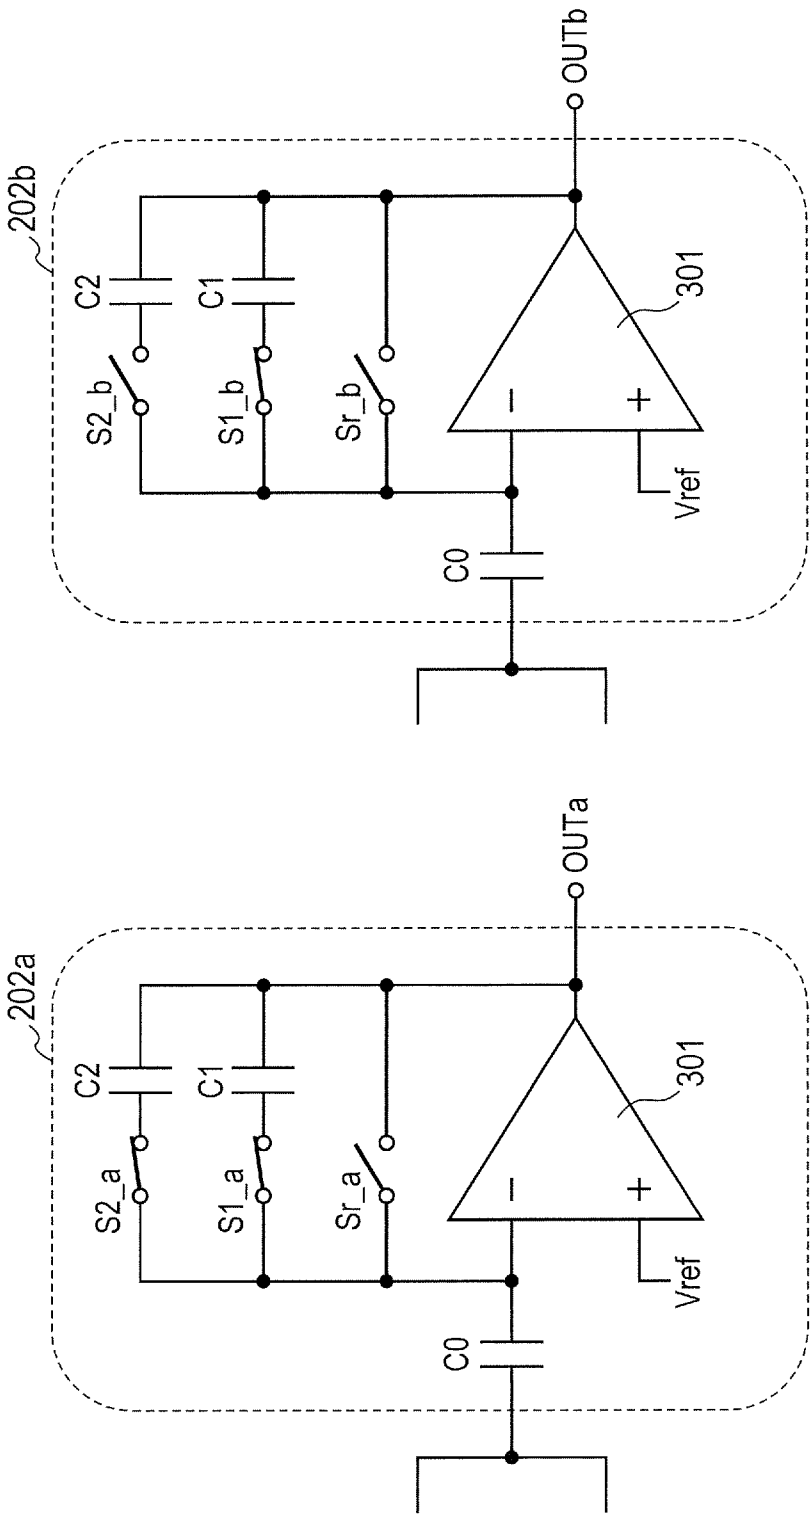 202a
S2_a
C2
S1_a
C1
Sr_a
C0
−
+
Vref
301
OUTa
202b
S2_b
C2
S1_b
C1
Sr_b
C0
−
+
Vref
301
OUTb